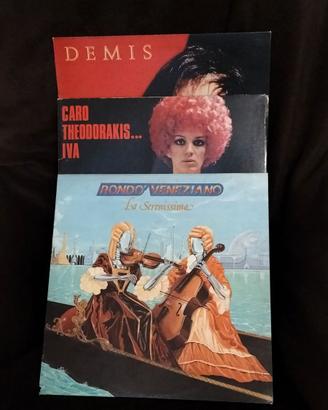 DEMIS
CARO
THEODORAKIS...
IVA
RONDO' VENEZIANO
La Serenissima